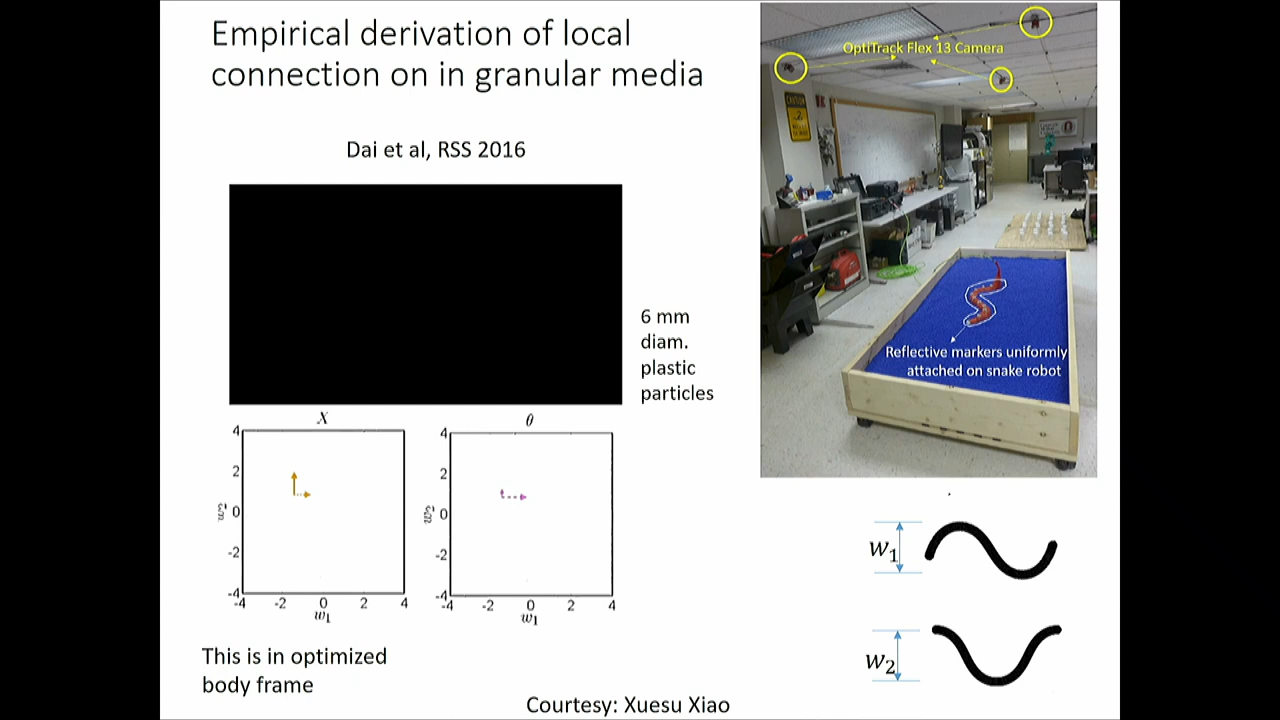 Empirical derivation of local
connection on in granular media
Dai et al, RSS 2016
6 mm
diam.
plastic
particles
X
4
2
0
-2
-4
w2
-4 -2 0 2 4
w1
θ
4
2
0
-2
-4
w2
-4 -2 0 2 4
w1
This is in optimized
body frame
Courtesy: Xuesu Xiao
OptiTrack Flex 13 Camera
CAUTION
Reflective markers uniformly
attached on snake robot
w1
w2